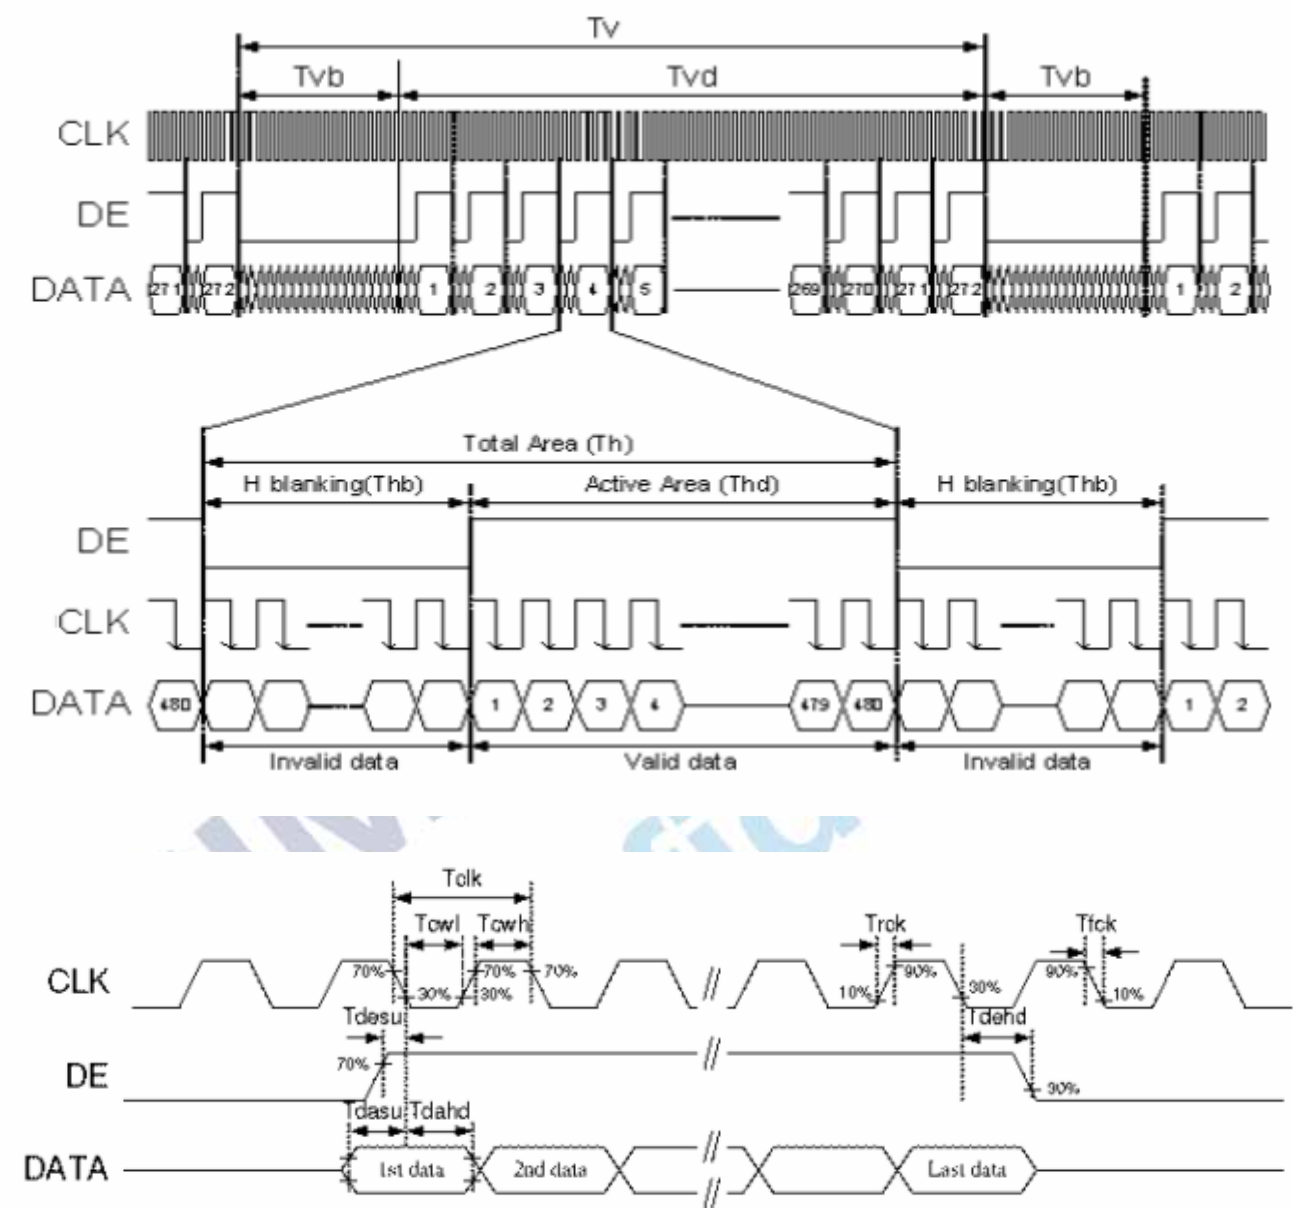 Tv
Tvb Tvd Tvb
CLK
DE
DATA 271 272 1 2 3 4 5 269 270 271 272 1 2
Total Area (Th)
H blanking(Thb) Active Area (Thd) H blanking(Thb)
DE
CLK
DATA 480 1 2 3 4 479 480 1 2
Invalid data Valid data Invalid data
Tclk
Tcwl Tcwh Trck Tfck
CLK 70% 70% 70% 90% 90%
30% 30% 10% 30% 10%
Tdesu Tdehd
DE 70% 30%
Tdasu Tdahd
DATA 1st data 2nd data Last data